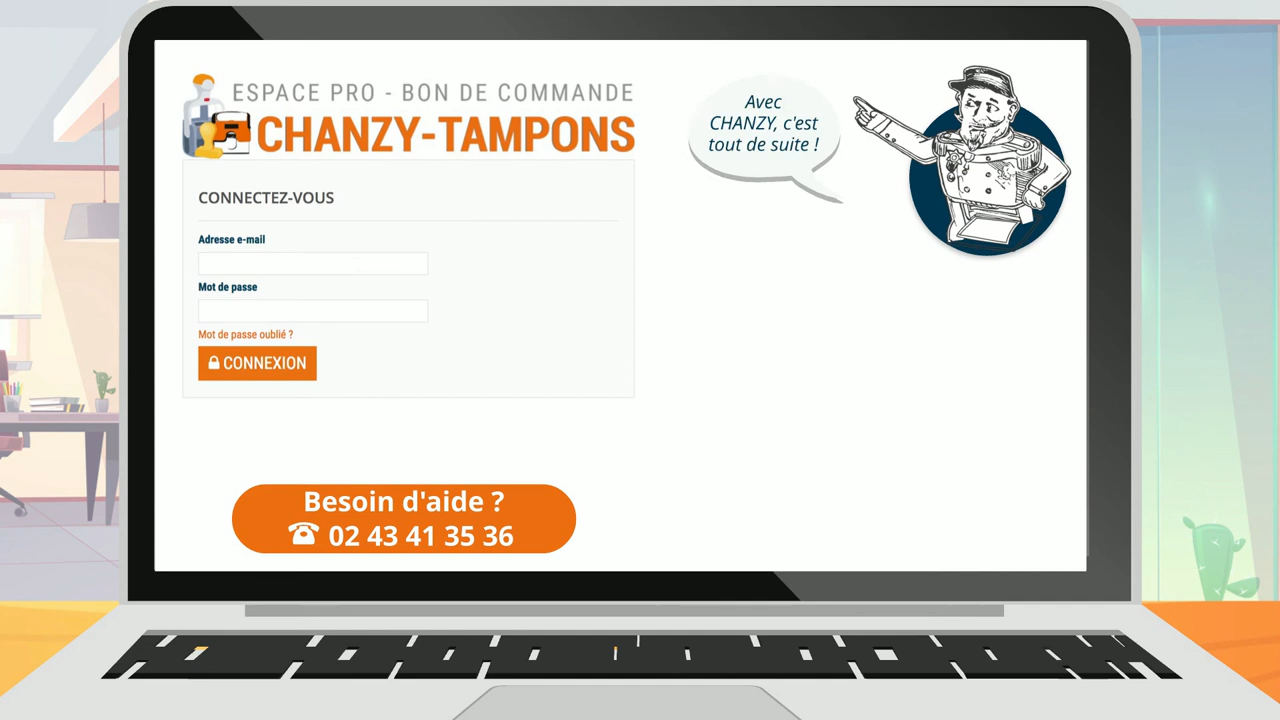 ESPACE PRO - BON DE COMMANDE
CHANZY-TAMPONS
CONNECTEZ-VOUS
Adresse e-mail
Mot de passe
Mot de passe oublié ?
CONNEXION
Besoin d'aide ?
02 43 41 35 36
Avec
CHANZY, c'est
tout de suite !